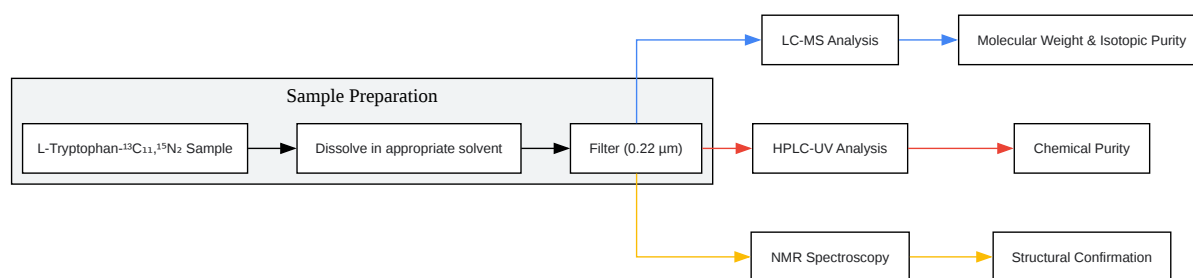 LC-MS Analysis
Molecular Weight & Isotopic Purity
Sample Preparation
L-Tryptophan-¹³C₁₁,¹⁵N₂ Sample
Dissolve in appropriate solvent
Filter (0.22 µm)
HPLC-UV Analysis
Chemical Purity
NMR Spectroscopy
Structural Confirmation